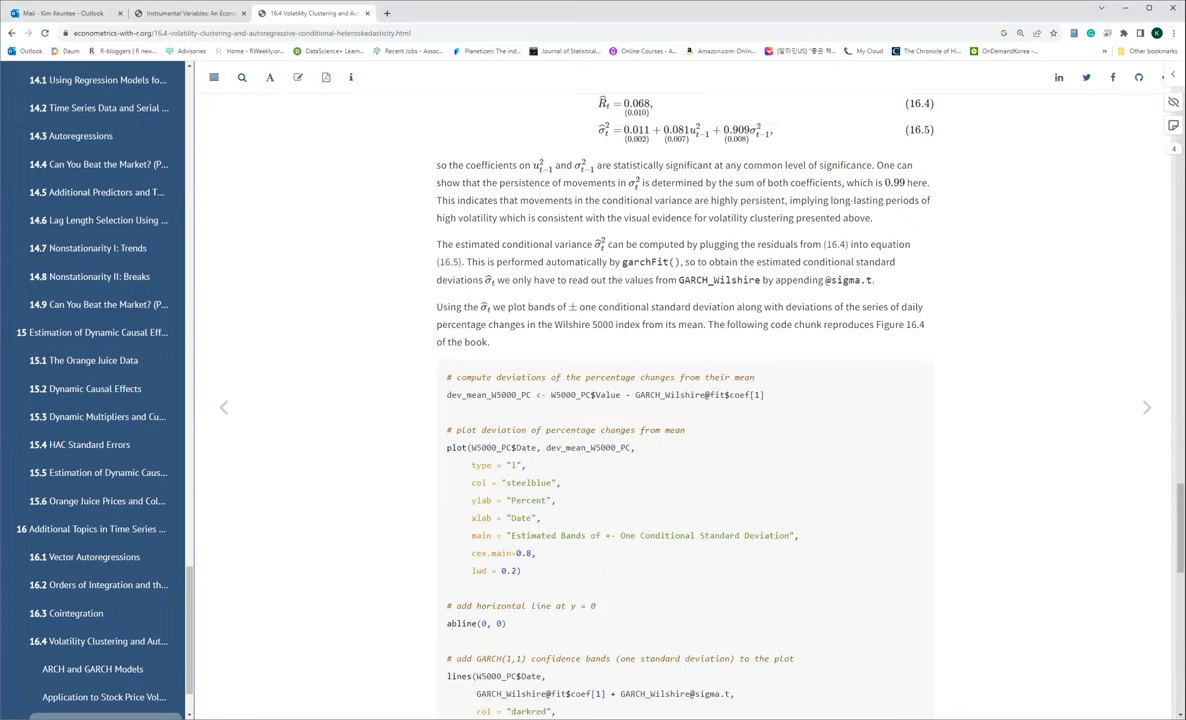 Mail - Kim Keuntae - Outlook
Instrumental Variables: An Econ
16.4 Volatility Clustering and Aut
econometrics-with-r.org/16.4-volatility-clustering-and-autoregressive-conditional-heteroskedasticity.html
Outlook
Daum
R-bloggers | R new...
Advisories
Home - RWeekly.or...
DataScience+ Learn...
Recent Jobs - Assoc...
Planetizen: The ind...
Journal of Statistical...
Online Courses - A...
Amazon.com: Onlin...
My Cloud
The Chronicle of Hi
OnDemandKorea -...
Other bookmarks
14.1 Using Regression Models fo...
14.2 Time Series Data and Serial ...
14.3 Autoregressions
14.4 Can You Beat the Market? (P...
14.5 Additional Predictors and T...
14.6 Lag Length Selection Using ...
14.7 Nonstationarity I: Trends
14.8 Nonstationarity II: Breaks
14.9 Can You Beat the Market? (P...
15 Estimation of Dynamic Causal Eff...
15.1 The Orange Juice Data
15.2 Dynamic Causal Effects
15.3 Dynamic Multipliers and Cu...
15.4 HAC Standard Errors
15.5 Estimation of Dynamic Caus...
15.6 Orange Juice Prices and Col...
16 Additional Topics in Time Series ...
16.1 Vector Autoregressions
16.2 Orders of Integration and th...
16.3 Cointegration
16.4 Volatility Clustering and Aut...
ARCH and GARCH Models
Application to Stock Price Vol...
R̂t = 0.068, (16.4)
(0.010)
σ̂²t = 0.011 + 0.081u²t−1 + 0.909σ²t−1, (16.5)
(0.002) (0.007) (0.008)
so the coefficients on u²t−1 and σ²t−1 are statistically significant at any common level of significance. One can
show that the persistence of movements in σ²t is determined by the sum of both coefficients, which is 0.99 here.
This indicates that movements in the conditional variance are highly persistent, implying long-lasting periods of
high volatility which is consistent with the visual evidence for volatility clustering presented above.
The estimated conditional variance σ̂²t can be computed by plugging the residuals from (16.4) into equation
(16.5). This is performed automatically by garchFit(), so to obtain the estimated conditional standard
deviations σ̂t we only have to read out the values from GARCH_Wilshire by appending @sigma.t.
Using the σ̂t we plot bands of ± one conditional standard deviation along with deviations of the series of daily
percentage changes in the Wilshire 5000 index from its mean. The following code chunk reproduces Figure 16.4
of the book.
# compute deviations of the percentage changes from their mean
dev_mean_W5000_PC <- W5000_PC$Value - GARCH_Wilshire@fit$coef[1]
# plot deviation of percentage changes from mean
plot(W5000_PC$Date, dev_mean_W5000_PC,
type = "l",
col = "steelblue",
ylab = "Percent",
xlab = "Date",
main = "Estimated Bands of +- One Conditional Standard Deviation",
cex.main=0.8,
lwd = 0.2)
# add horizontal line at y = 0
abline(0, 0)
# add GARCH(1,1) confidence bands (one standard deviation) to the plot
lines(W5000_PC$Date,
GARCH_Wilshire@fit$coef[1] + GARCH_Wilshire@sigma.t,
col = "darkred",
4